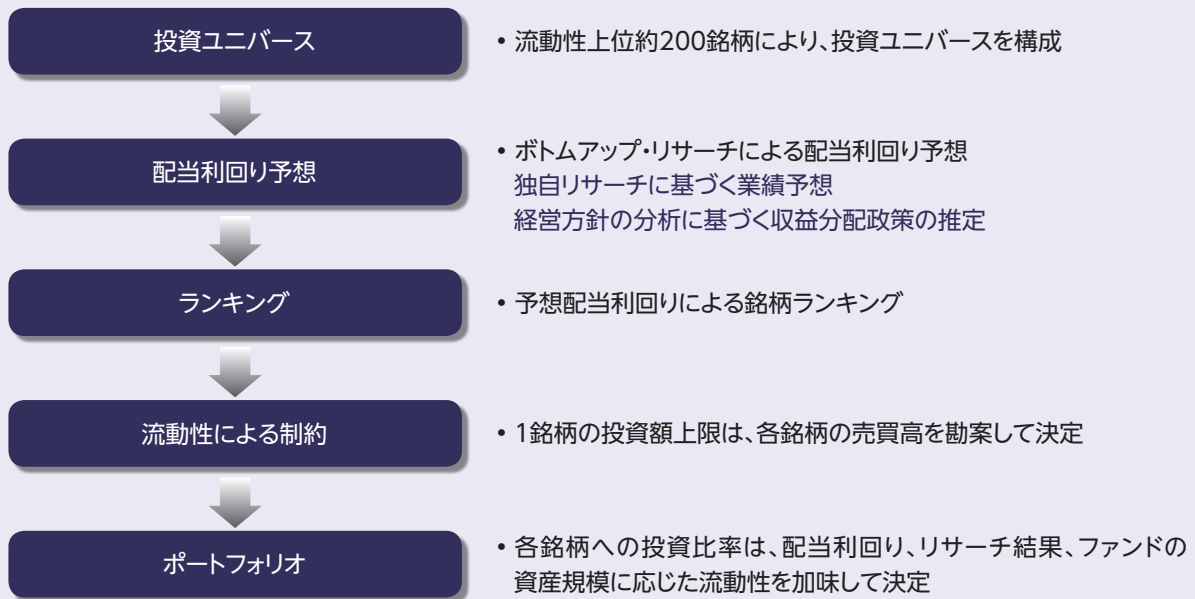 投資ユニバース
• 流動性上位約200銘柄により、投資ユニバースを構成
配当利回り予想
• ボトムアップ・リサーチによる配当利回り予想
独自リサーチに基づく業績予想
経営方針の分析に基づく収益分配政策の推定
ランキング
• 予想配当利回りによる銘柄ランキング
流動性による制約
• 1銘柄の投資額上限は、各銘柄の売買高を勘案して決定
ポートフォリオ
• 各銘柄への投資比率は、配当利回り、リサーチ結果、ファンドの
資産規模に応じた流動性を加味して決定